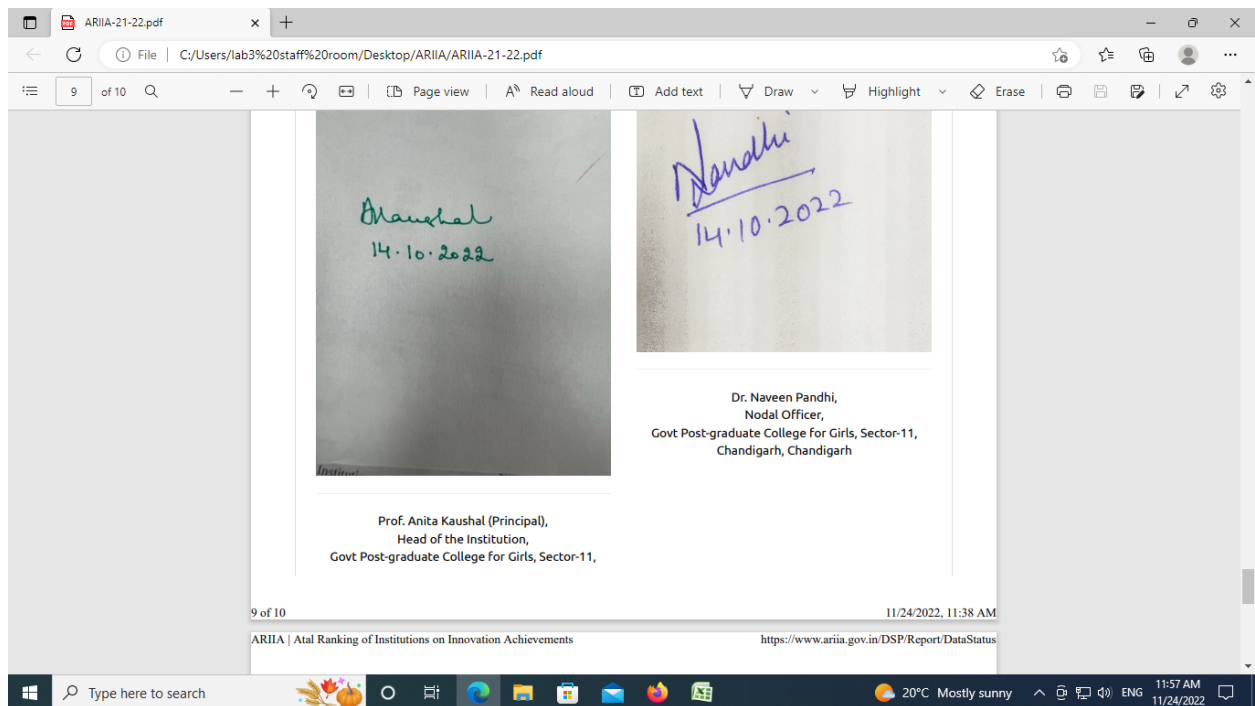 ARIIA-21-22.pdf
File | C:/Users/lab3%20staff%20room/Desktop/ARIIA/ARIIA-21-22.pdf
9 of 10 Page view Read aloud Add text Draw Highlight Erase
Akaushal
14.10.2022
Nandhi
14.10.2022
Dr. Naveen Pandhi,
Nodal Officer,
Govt Post-graduate College for Girls, Sector-11,
Chandigarh, Chandigarh
Prof. Anita Kaushal (Principal),
Head of the Institution,
Govt Post-graduate College for Girls, Sector-11,
9 of 10 11/24/2022, 11:38 AM
ARIIA | Atal Ranking of Institutions on Innovation Achievements https://www.ariia.gov.in/DSP/Report/DataStatus
Type here to search 20°C Mostly sunny ENG 11:57 AM
11/24/2022